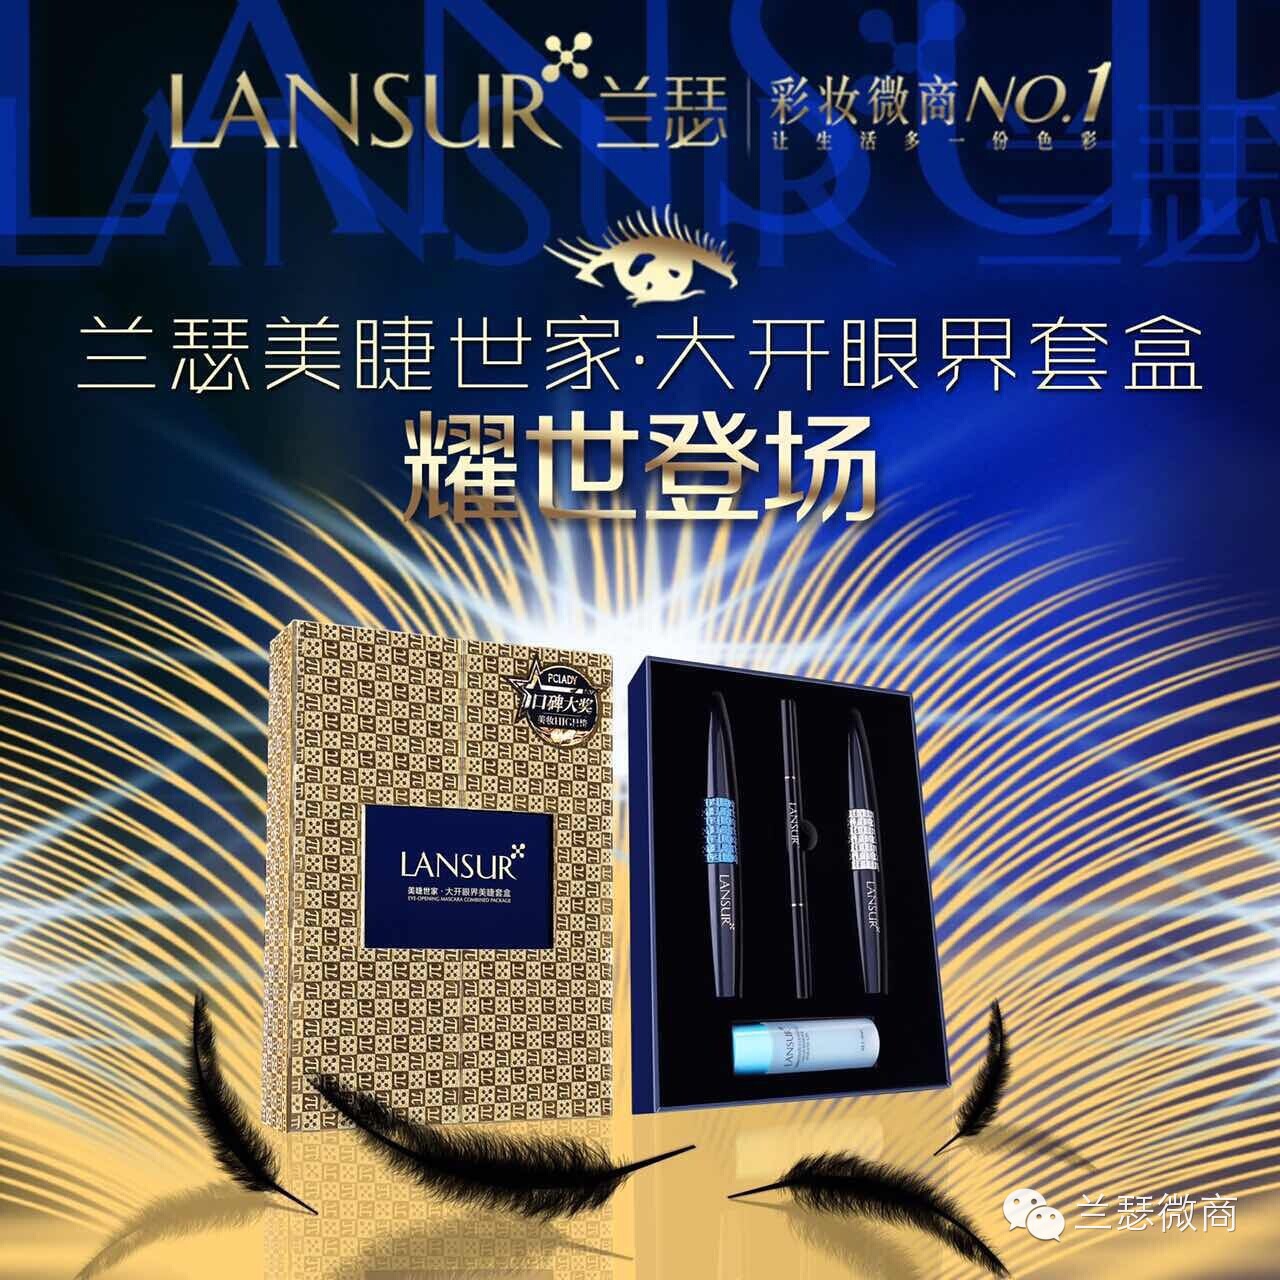 LANSUR 兰瑟 彩妆微商NO.1
让生活多一份色彩
兰瑟美睫世家·大开眼界套盒
耀世登场
PCLADY
口碑大奖
LANSUR
美睫世家·大开眼界美睫套盒
EYE-OPENING MASCARA COMBINED PACKAGE
LANSUR
LANSUR
LANSUR
LANSUR
兰瑟微商